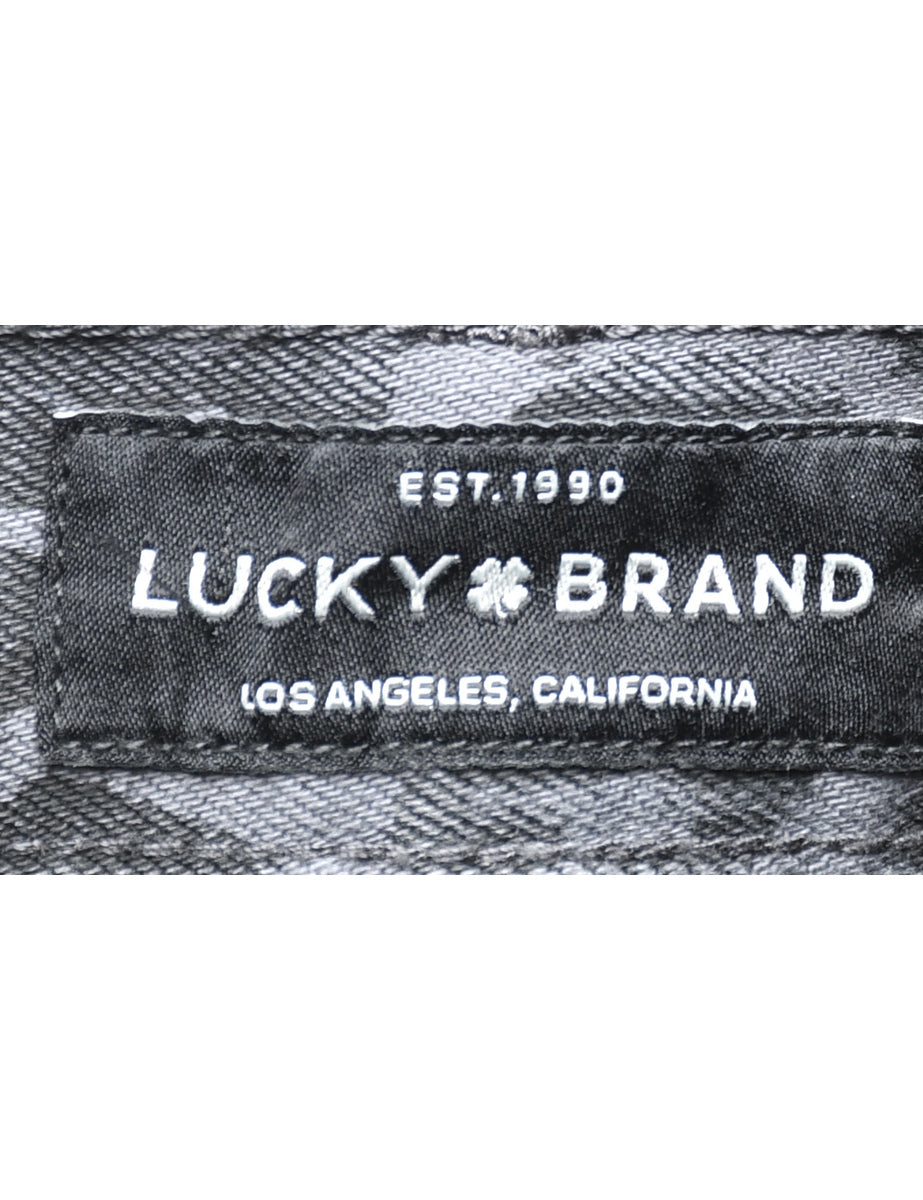 EST.1990
LUCKY BRAND
LOS ANGELES, CALIFORNIA